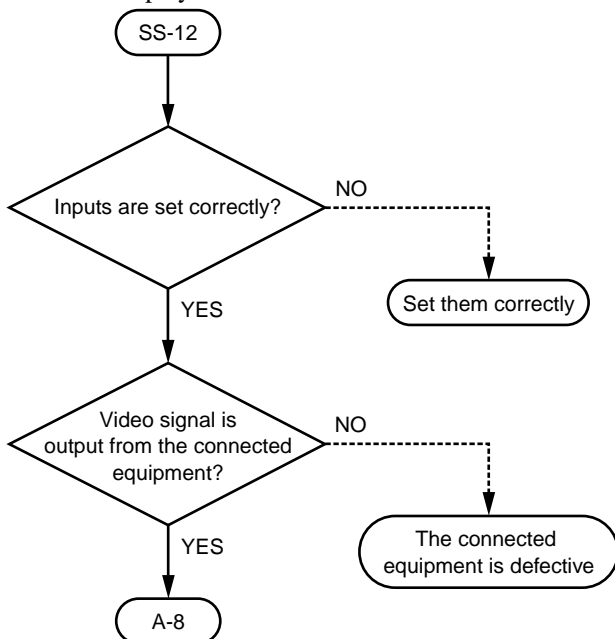 SS-12
Inputs are set correctly?
NO
Set them correctly
YES
Video signal is
output from the connected
equipment?
NO
The connected
equipment is defective
YES
A-8